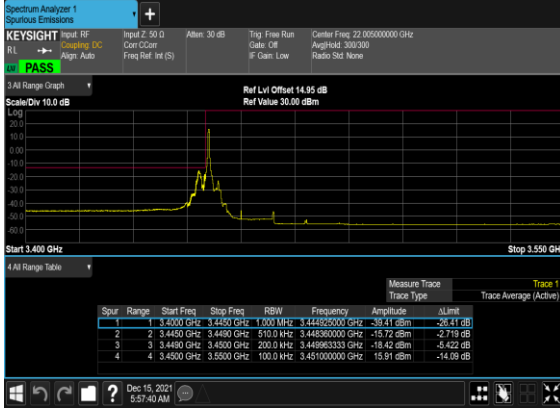 Spectrum Analyzer 1
Spurious Emissions
+
KEYSIGHT Input: RF Input Z: 50 Ω Atten: 30 dB Trig: Free Run Center Freq: 22.005000000 GHz
RL Coupling: DC Corr CCorr Gate: Off Avg|Hold: 300/300
Align: Auto Freq Ref: Int (S) IF Gain: Low Radio Std: None
PASS
3 All Range Graph Ref Lvl Offset 14.95 dB
Scale/Div 10.0 dB Ref Value 30.00 dBm
Log
20.0
10.0
0.00
-10.0
-20.0
-30.0
-40.0
-50.0
-60.0
Start 3.400 GHz Stop 3.550 GH
4 All Range Table
Measure Trace Trace 1
Trace Type Trace Average (Active)
Spur Range Start Freq Stop Freq RBW Frequency Amplitude ΔLimit
1 1 3.4000 GHz 3.4450 GHz 1.000 MHz 3.444925000 GHz -39.41 dBm -26.41 dB
2 2 3.4450 GHz 3.4490 GHz 510.0 kHz 3.448360000 GHz -15.72 dBm -2.719 dB
3 3 3.4490 GHz 3.4500 GHz 200.0 kHz 3.449963333 GHz -18.42 dBm -5.422 dB
4 4 3.4500 GHz 3.5500 GHz 100.0 kHz 3.451000000 GHz 15.91 dBm -14.09 dB
? Dec 15, 2021
5:57:40 AM